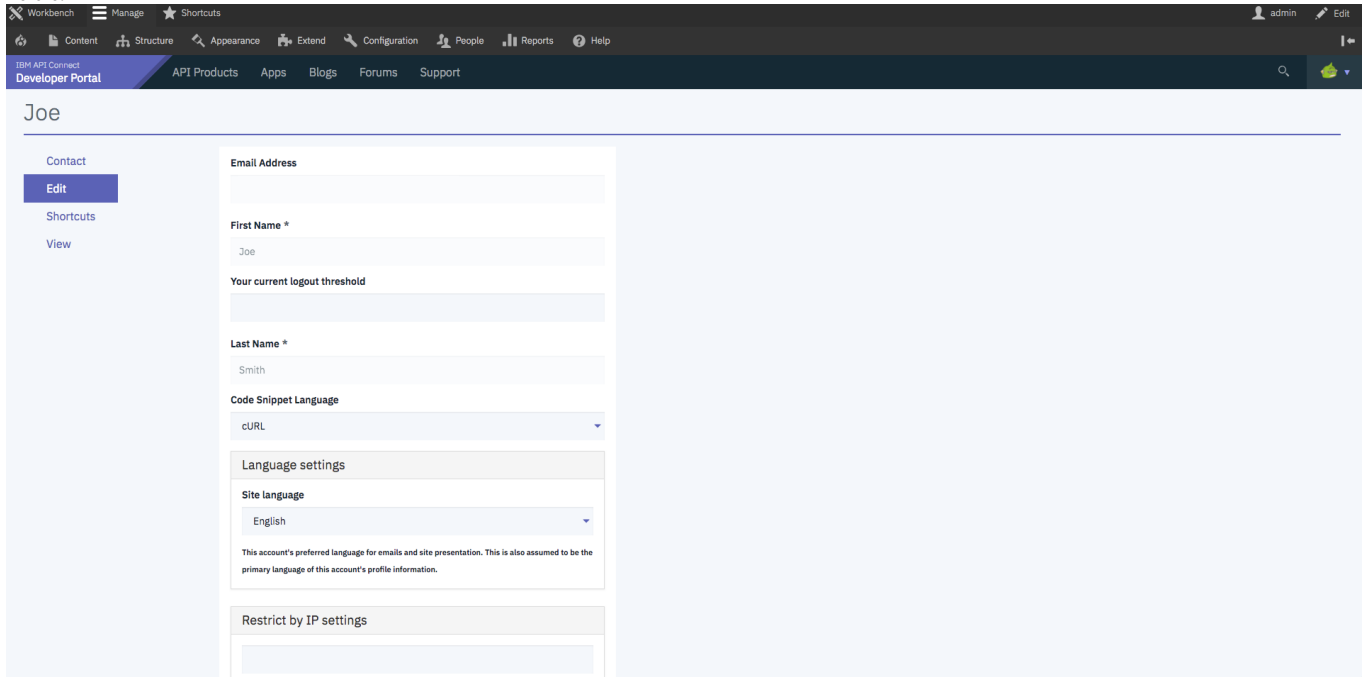 Workbench Manage Shortcuts admin Edit
Content Structure Appearance Extend Configuration People Reports Help
IBM API Connect
Developer Portal
API Products Apps Blogs Forums Support
Joe
Contact
Edit
Shortcuts
View
Email Address
First Name *
Joe
Your current logout threshold
Last Name *
Smith
Code Snippet Language
cURL
Language settings
Site language
English
This account's preferred language for emails and site presentation. This is also assumed to be the
primary language of this account's profile information.
Restrict by IP settings